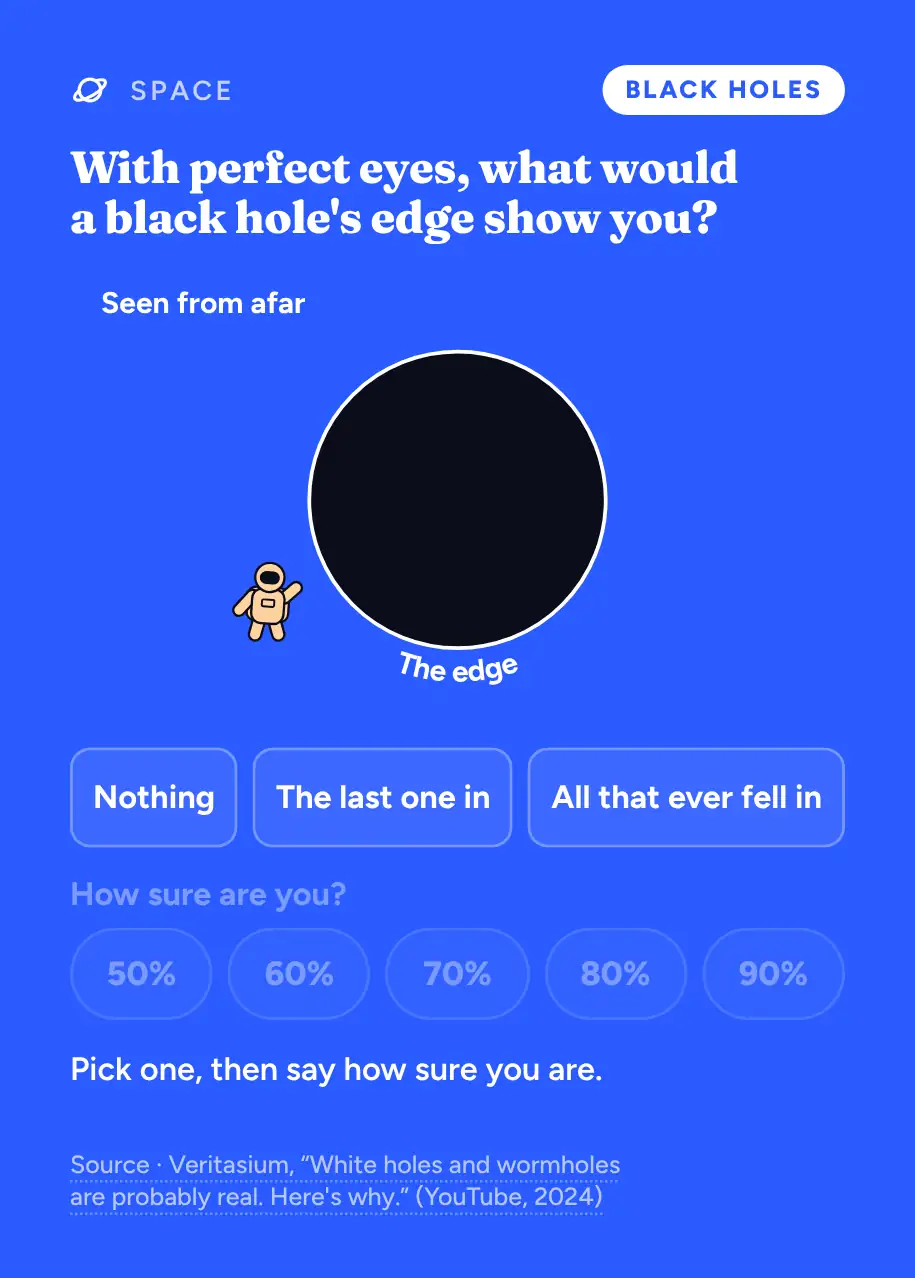 SPACE
BLACK HOLES
With perfect eyes, what would
a black hole's edge show you?
Seen from afar
The edge
Nothing
The last one in
All that ever fell in
How sure are you?
50%
60%
70%
80%
90%
Pick one, then say how sure you are.
Source · Veritasium, “White holes and wormholes
are probably real. Here's why.” (YouTube, 2024)